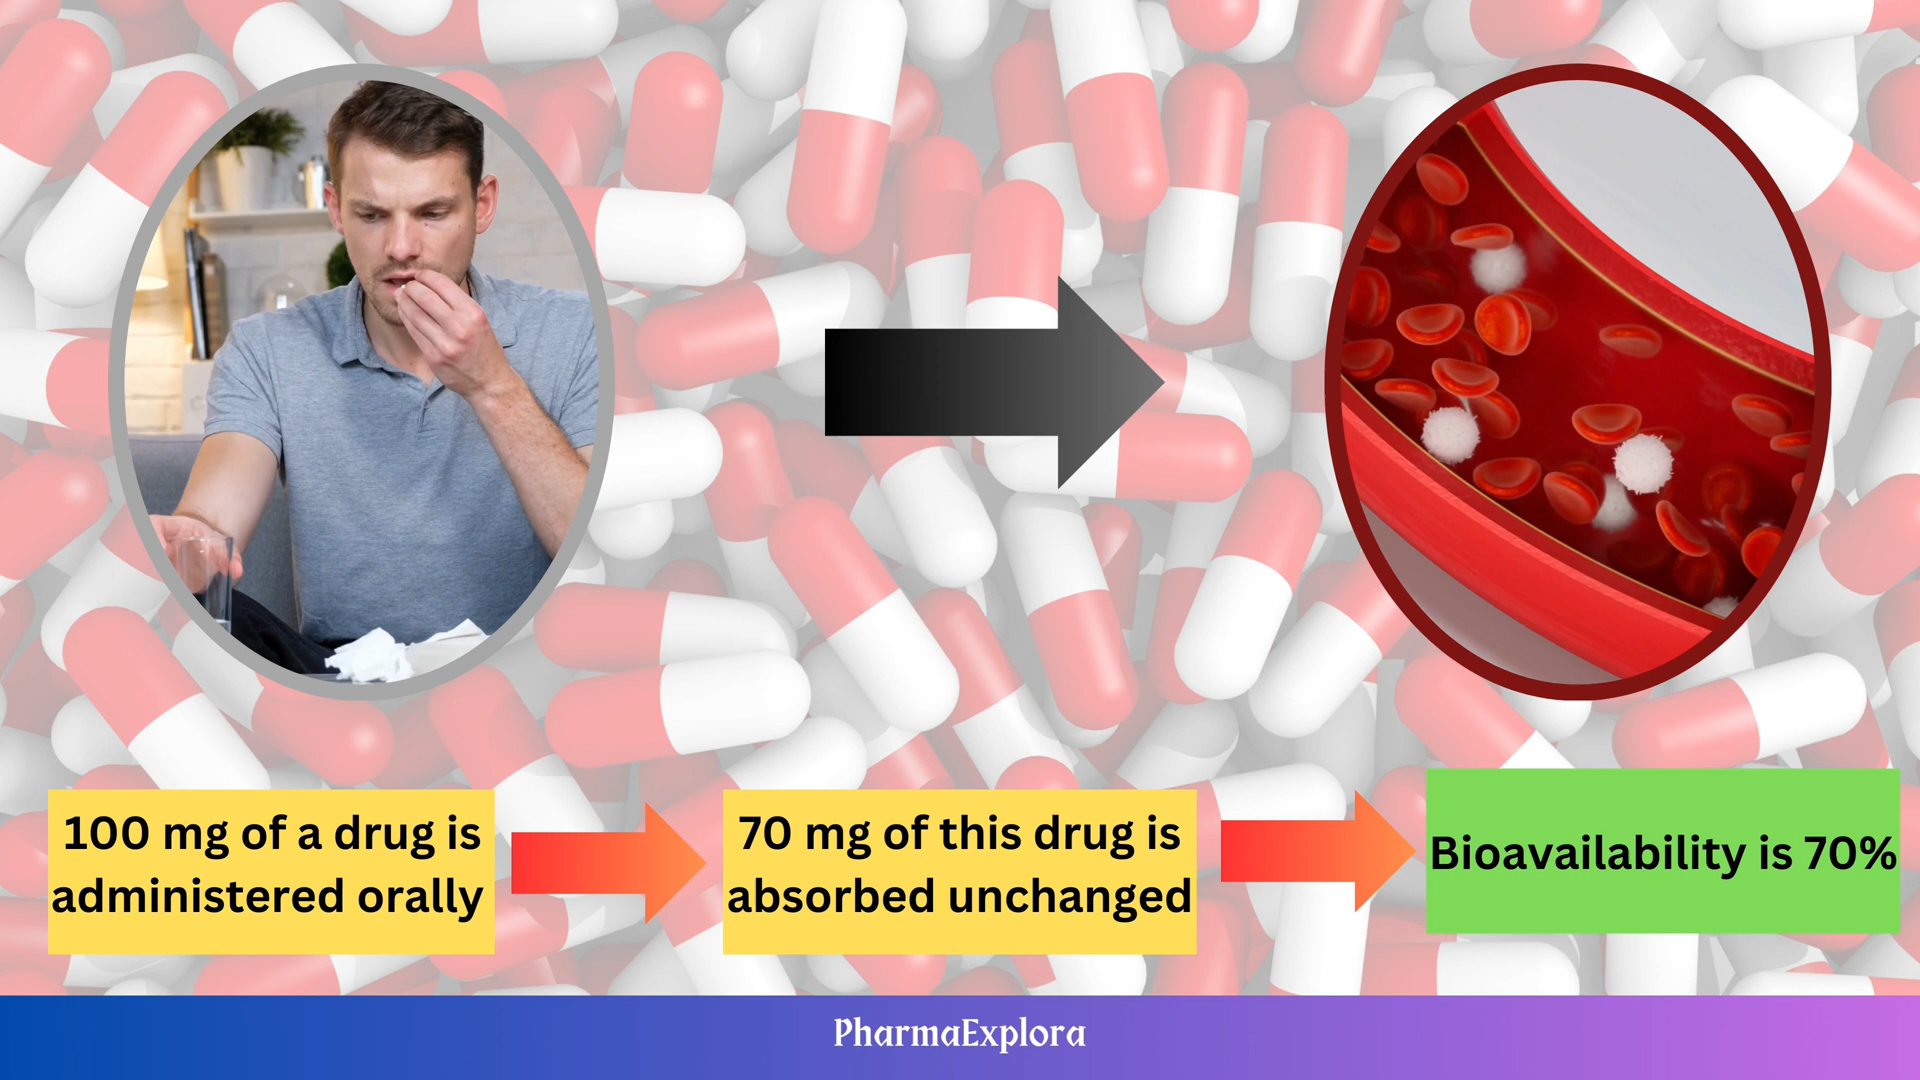 100 mg of a drug is
administered orally
70 mg of this drug is
absorbed unchanged
Bioavailability is 70%
PharmaExplora